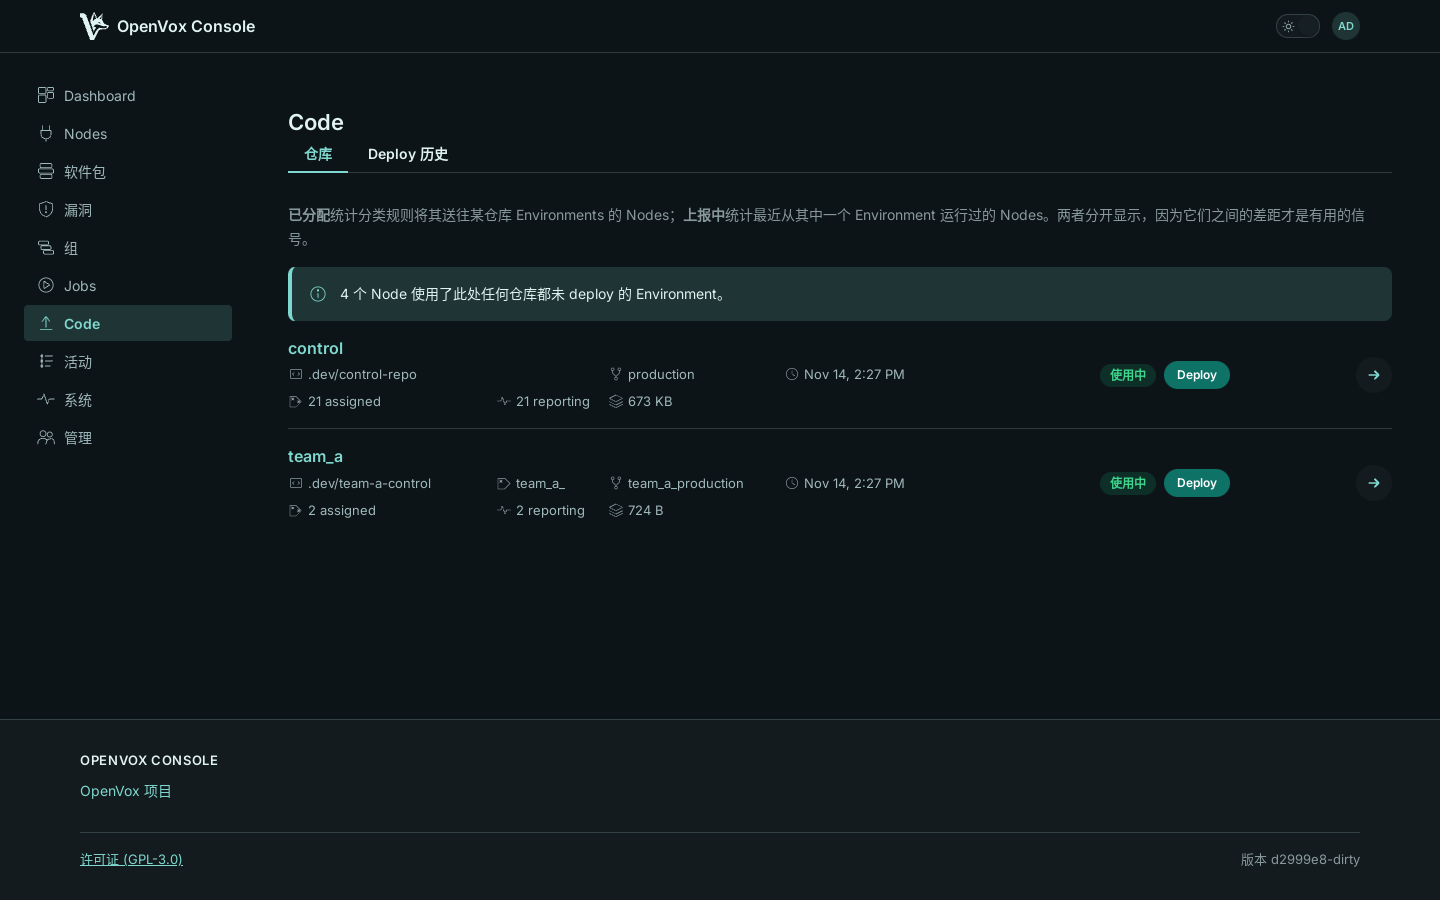 OpenVox Console
AD
Dashboard
Nodes
软件包
漏洞
组
Jobs
Code
活动
系统
管理
Code
仓库
Deploy 历史
已分配统计分类规则将其送往某仓库 Environments 的 Nodes；上报中统计最近从其中一个 Environment 运行过的 Nodes。两者分开显示，因为它们之间的差距才是有用的信
号。
4 个 Node 使用了此处任何仓库都未 deploy 的 Environment。
control
.dev/control-repo
production
Nov 14, 2:27 PM
使用中
Deploy
21 assigned
21 reporting
673 KB
team_a
.dev/team-a-control
team_a_
team_a_production
Nov 14, 2:27 PM
使用中
Deploy
2 assigned
2 reporting
724 B
OPENVOX CONSOLE
OpenVox 项目
许可证 (GPL-3.0)
版本 d2999e8-dirty